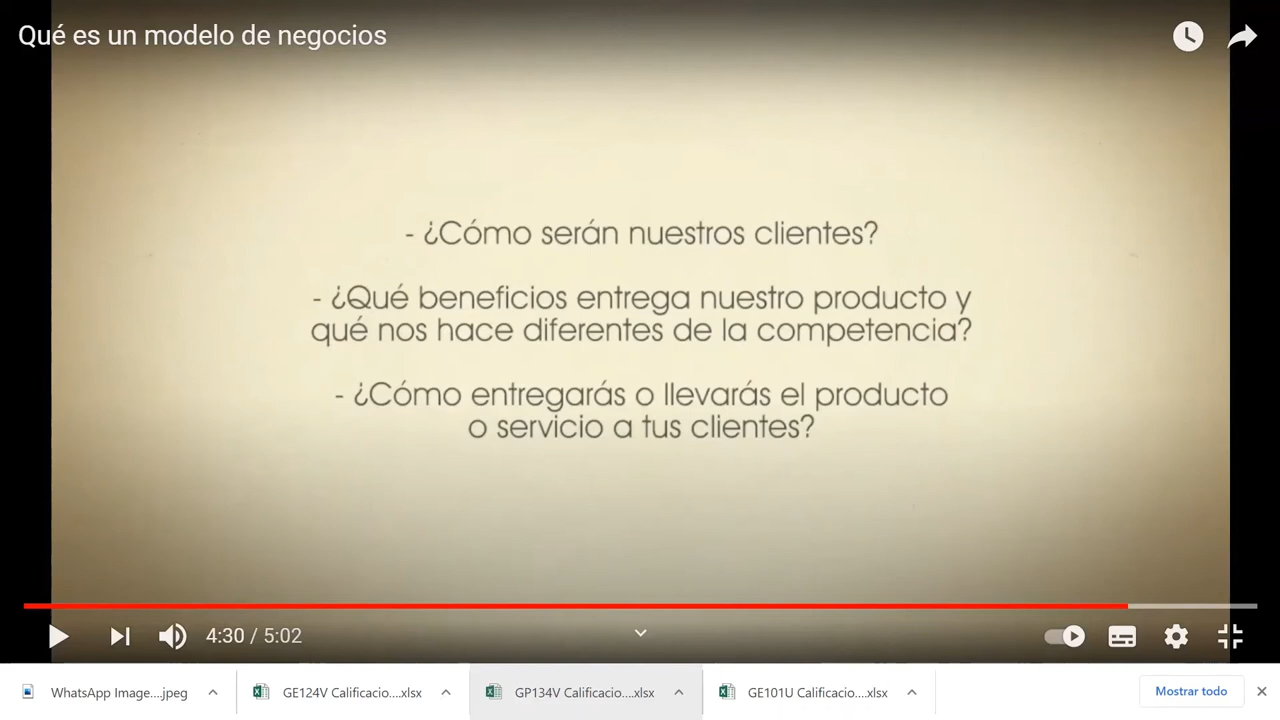 Qué es un modelo de negocios
- ¿Cómo serán nuestros clientes?
- ¿Qué beneficios entrega nuestro producto y
qué nos hace diferentes de la competencia?
- ¿Cómo entregarás o llevarás el producto
o servicio a tus clientes?
4:30 / 5:02
WhatsApp Image....jpeg
GE124V Calificacio....xlsx
GP134V Calificacio....xlsx
GE101U Calificacio....xlsx
Mostrar todo